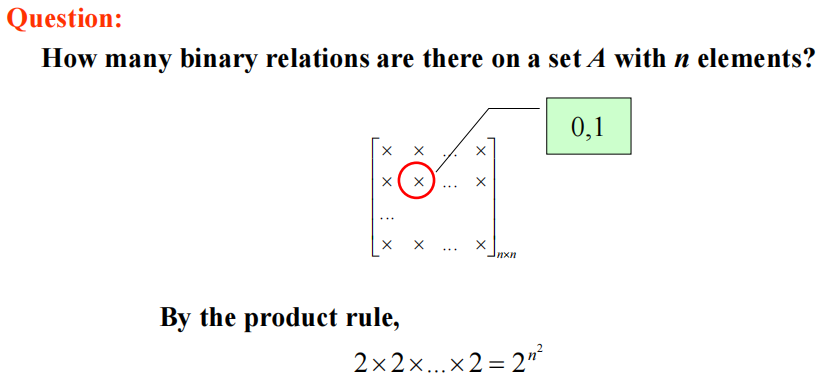 Question:
How many binary relations are there on a set A with n elements?
0,1
× × ... ×
× × ... ×
...
× × ... ×
n×n
By the product rule,
2×2×...×2 = 2^{n^2}